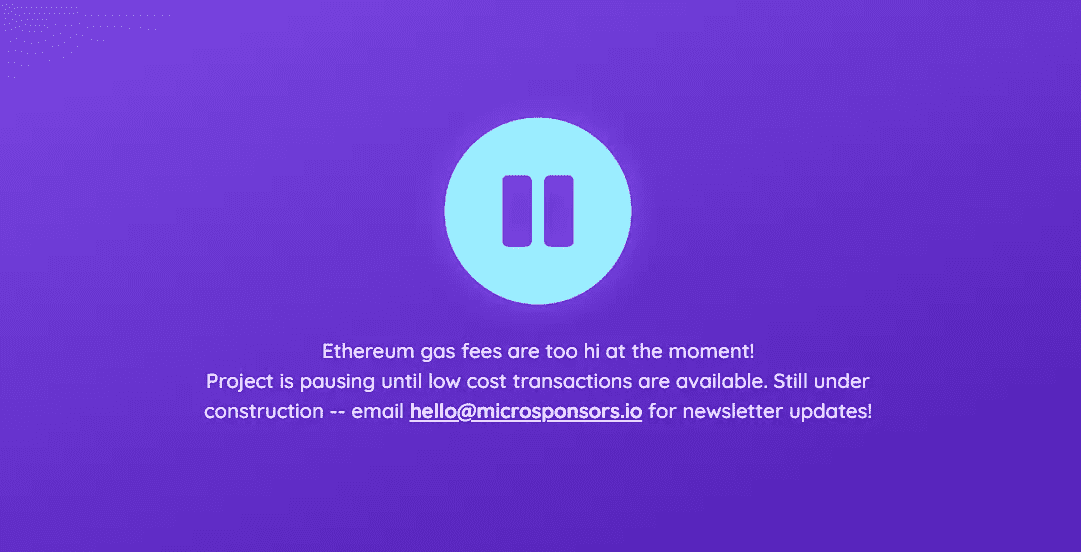 Ethereum gas fees are too hi at the moment!
Project is pausing until low cost transactions are available. Still under
construction -- email hello@microsponsors.io for newsletter updates!